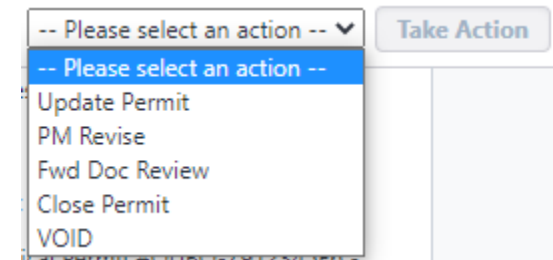 -- Please select an action -- Take Action
-- Please select an action --
Update Permit
PM Revise
Fwd Doc Review
Close Permit
VOID